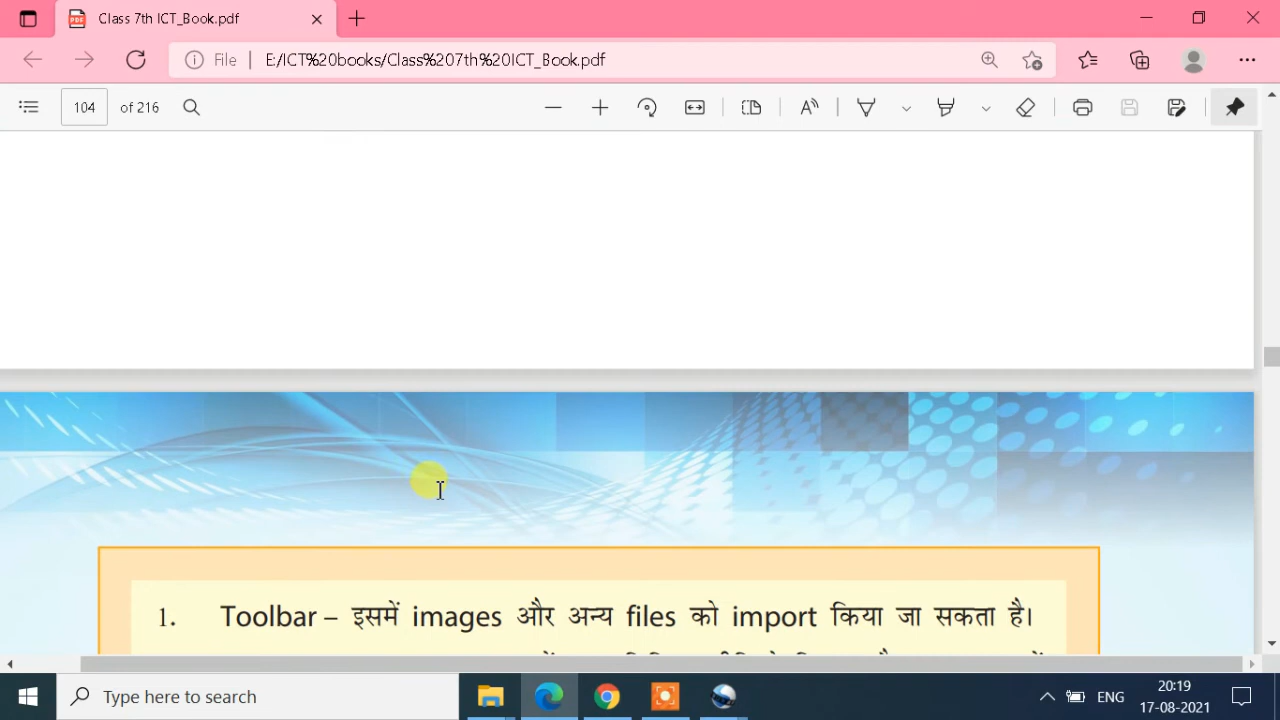 Class 7th ICT_Book.pdf
File
E:/ICT%20books/Class%207th%20ICT_Book.pdf
104 of 216
1. Toolbar – इसमें images और अन्य files को import किया जा सकता है।
Type here to search
ENG
20:19
17-08-2021